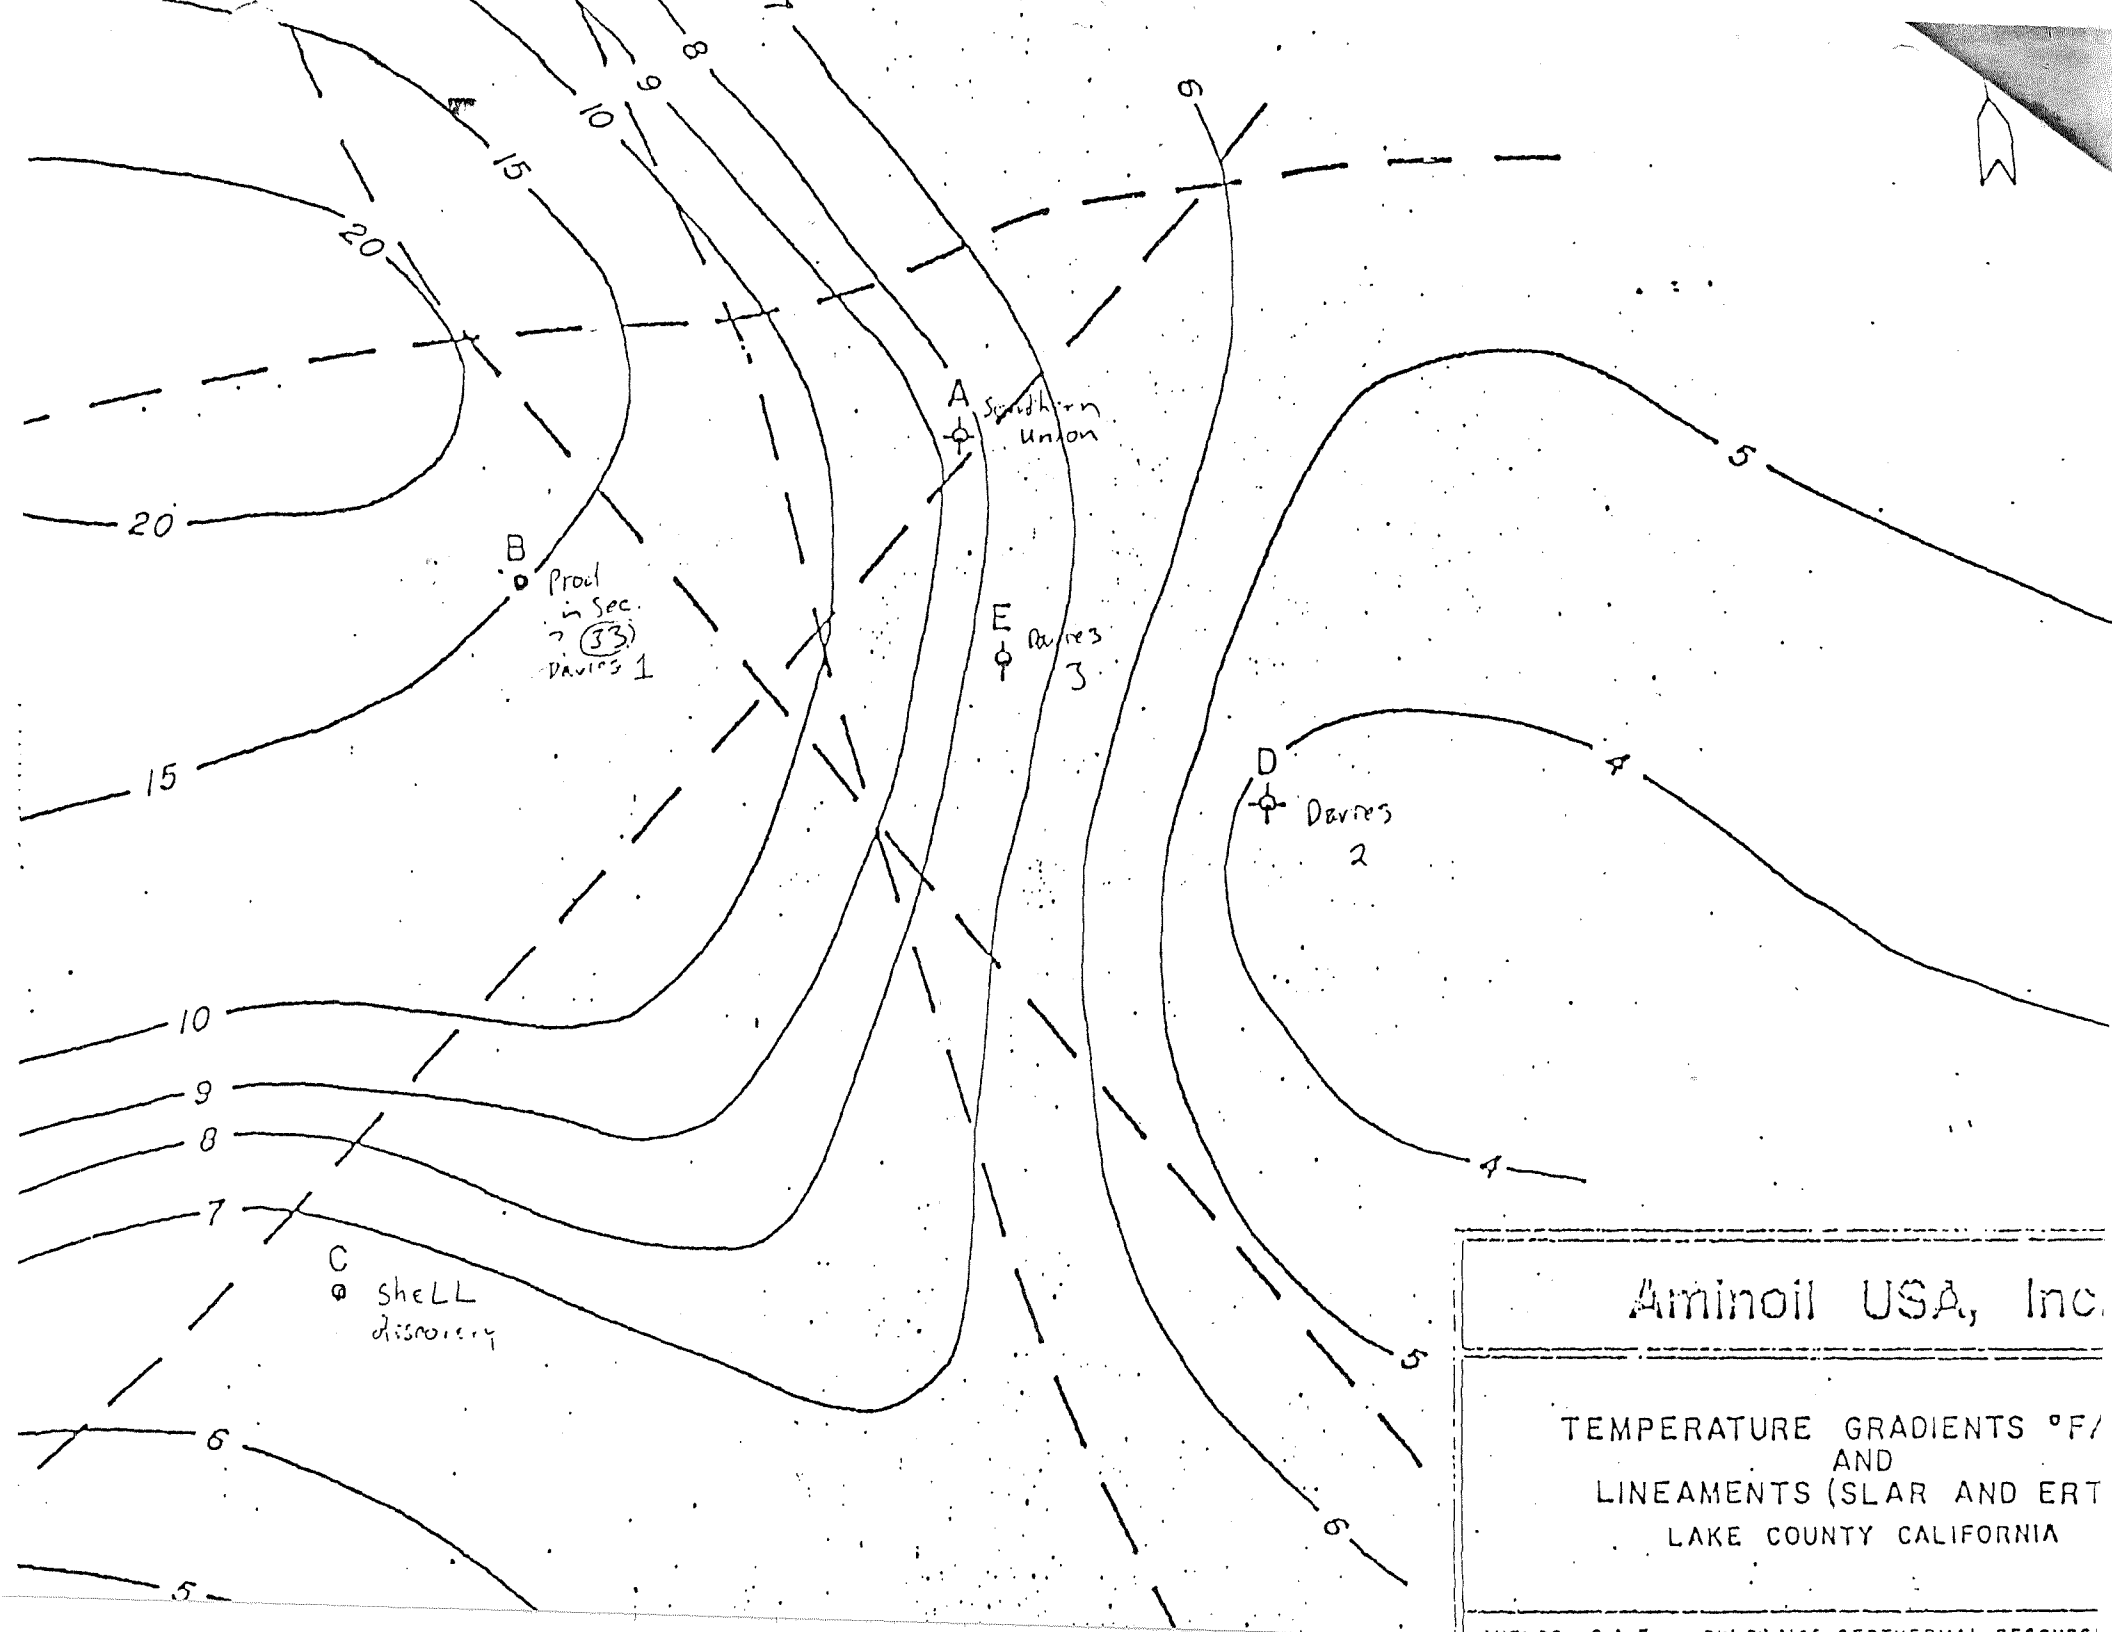 7
8
9
10
6
15
20
A
Southern
Union
5
20
B
Prod
in Sec.
? 33
Davies 1
E
Davies
3
15
D
4
Davies
2
10
9
8
4
7
C
SheLL
discovery
5
6
6
5
Aminoil USA, Inc.
TEMPERATURE GRADIENTS °F/
AND
LINEAMENTS (SLAR AND ERT
LAKE COUNTY CALIFORNIA